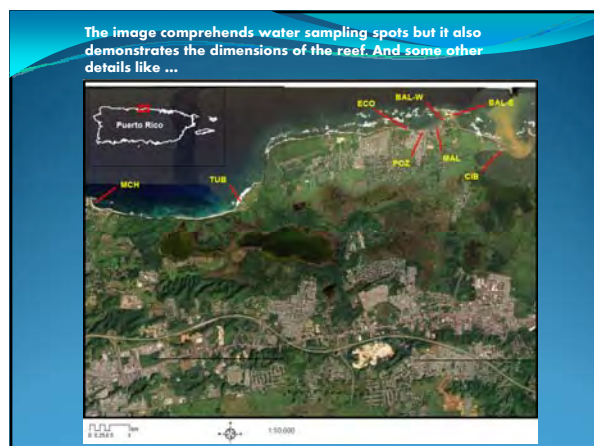 The image comprehends water sampling spots but it also
demonstrates the dimensions of the reef. And some other
details like ...
BAL-W
ECO
BAL-E
Puerto Rico
POZ
MAL
CIB
MCH
TUB
1:50,000